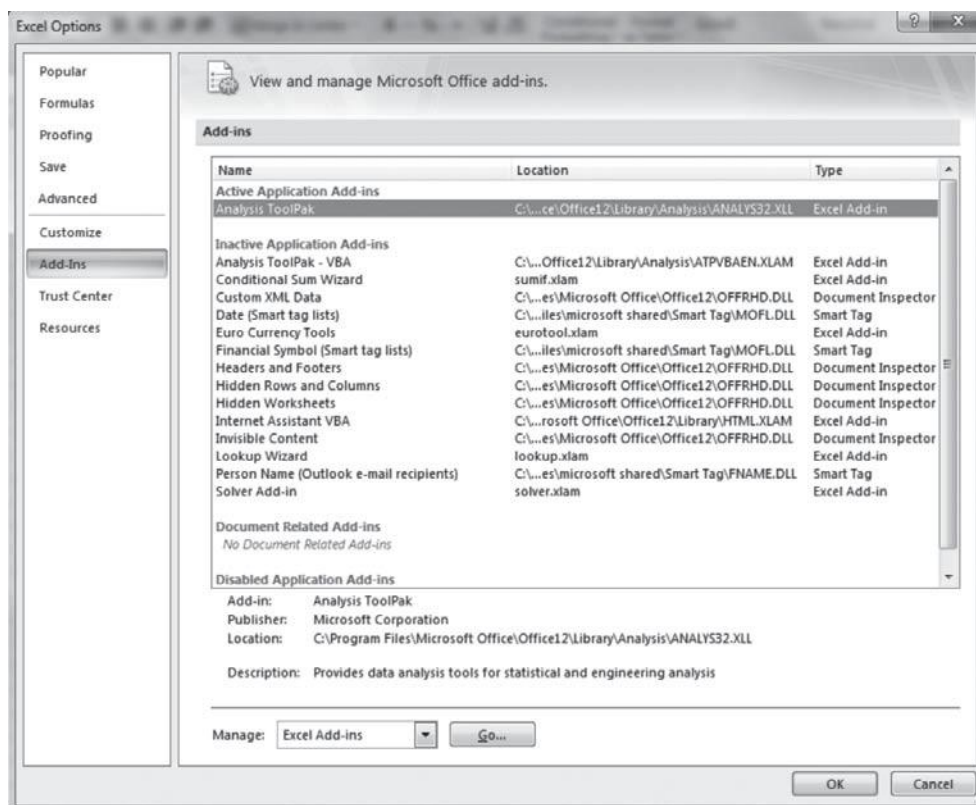 Excel Options
Popular
Formulas
Proofing
Save
Advanced
Customize
Add-Ins
Trust Center
Resources
View and manage Microsoft Office add-ins.
Add-ins
Name Location Type
Active Application Add-ins
Analysis ToolPak C:\...ce\Office12\Library\Analysis\ANALYS32.XLL Excel Add-in
Inactive Application Add-ins
Analysis ToolPak - VBA C:\...Office12\Library\Analysis\ATPVBAEN.XLAM Excel Add-in
Conditional Sum Wizard sumif.xlam Excel Add-in
Custom XML Data C:\...es\Microsoft Office\Office12\OFFRHD.DLL Document Inspector
Date (Smart tag lists) C:\...iles\microsoft shared\Smart Tag\MOFL.DLL Smart Tag
Euro Currency Tools eurotool.xlam Excel Add-in
Financial Symbol (Smart tag lists) C:\...iles\microsoft shared\Smart Tag\MOFL.DLL Smart Tag
Headers and Footers C:\...es\Microsoft Office\Office12\OFFRHD.DLL Document Inspector
Hidden Rows and Columns C:\...es\Microsoft Office\Office12\OFFRHD.DLL Document Inspector
Hidden Worksheets C:\...es\Microsoft Office\Office12\OFFRHD.DLL Document Inspector
Internet Assistant VBA C:\...rosoft Office\Office12\Library\HTML.XLAM Excel Add-in
Invisible Content C:\...es\Microsoft Office\Office12\OFFRHD.DLL Document Inspector
Lookup Wizard lookup.xlam Excel Add-in
Person Name (Outlook e-mail recipients) C:\...es\microsoft shared\Smart Tag\FNAME.DLL Smart Tag
Solver Add-in solver.xlam Excel Add-in
Document Related Add-ins
No Document Related Add-ins
Disabled Application Add-ins
Add-in: Analysis ToolPak
Publisher: Microsoft Corporation
Location: C:\Program Files\Microsoft Office\Office12\Library\Analysis\ANALYS32.XLL
Description: Provides data analysis tools for statistical and engineering analysis
Manage: Excel Add-ins Go...
OK Cancel